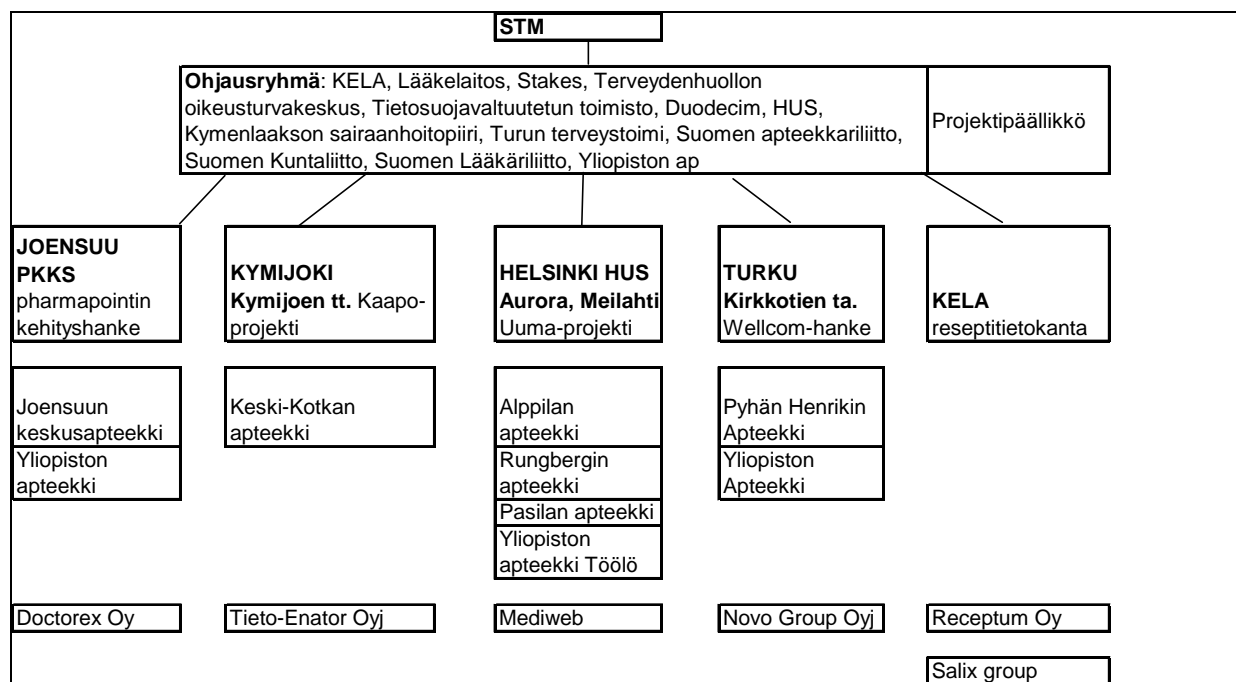 STM
Ohjausryhmä: KELA, Lääkelaitos, Stakes, Terveydenhuollon
oikeusturvakeskus, Tietosuojavaltuutetun toimisto, Duodecim, HUS,
Kymenlaakson sairaanhoitopiiri, Turun terveystoimi, Suomen apteekkariliitto,
Suomen Kuntaliitto, Suomen Lääkäriliitto, Yliopiston ap
Projektipäällikkö
JOENSUU
PKKS
pharmapointin
kehityshanke
KYMIJOKI
Kymijoen tt. Kaapo-
projekti
HELSINKI HUS
Aurora, Meilahti
Uuma-projekti
TURKU
Kirkkotien ta.
Wellcom-hanke
KELA
reseptitietokanta
Joensuun
keskusapteekki
Yliopiston
apteekki
Keski-Kotkan
apteekki
Alppilan
apteekki
Rungbergin
apteekki
Pasilan apteekki
Yliopiston
apteekki Töölö
Pyhän Henrikin
Apteekki
Yliopiston
Apteekki
Doctorex Oy
Tieto-Enator Oyj
Mediweb
Novo Group Oyj
Receptum Oy
Salix group